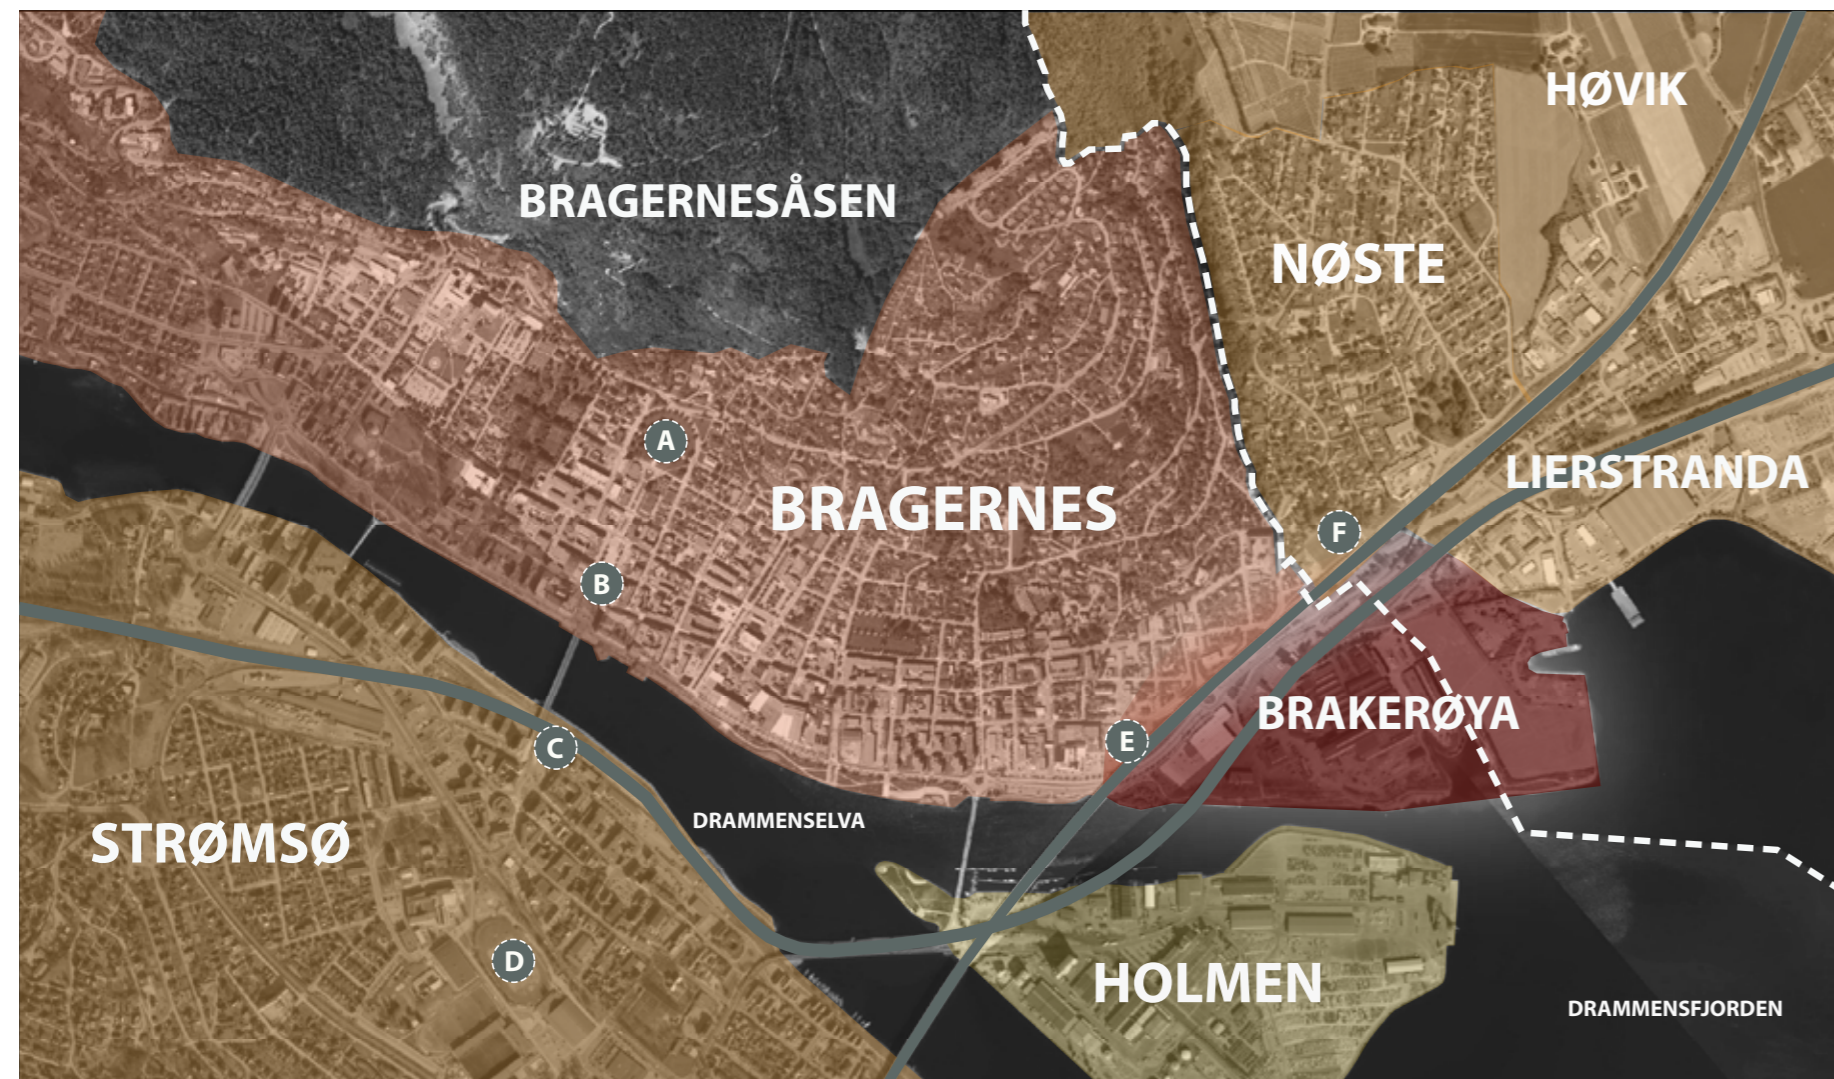 HØVIK
BRAGERNESÅSEN
NØSTE
A
LIERSTRANDA
BRAGERNES
F
B
BRAKERØYA
E
C
DRAMMENSELVA
STRØMSØ
D
HOLMEN
DRAMMENSFJORDEN